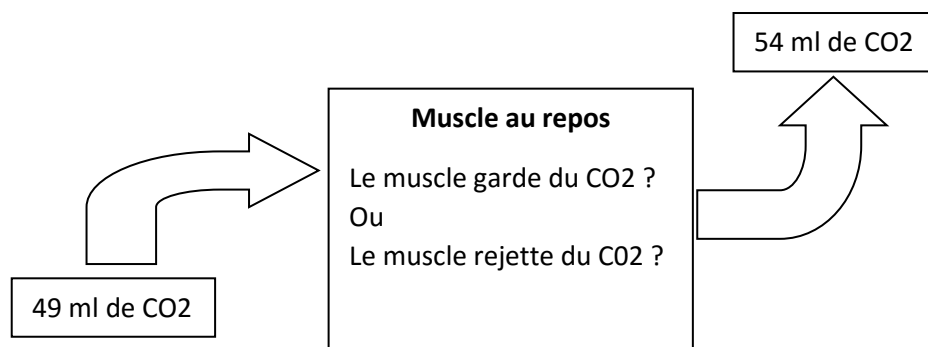 54 ml de CO2
Muscle au repos
Le muscle garde du CO2 ?
Ou
Le muscle rejette du C02 ?
49 ml de CO2